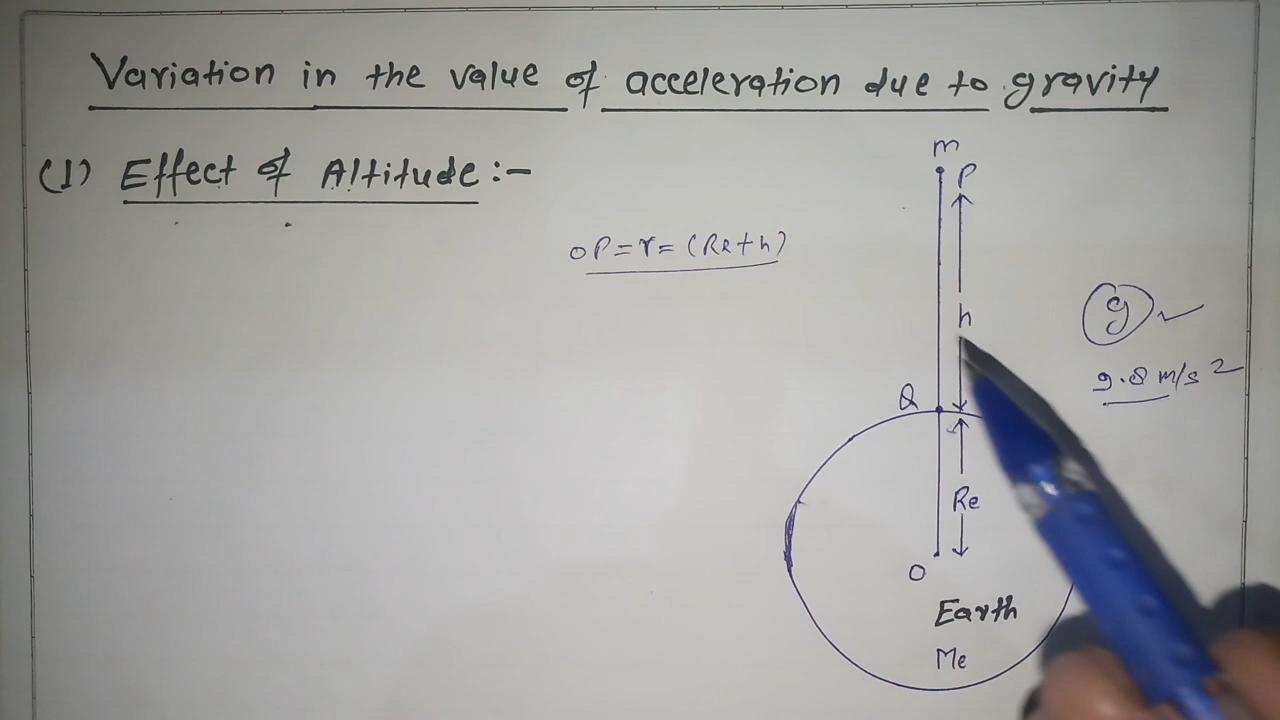 Variation in the value of acceleration due to gravity
(1) Effect of Altitude :-
m
P
OP = r = (Re+h)
h
g
9.8 m/s2
Q
Re
O
Earth
Me